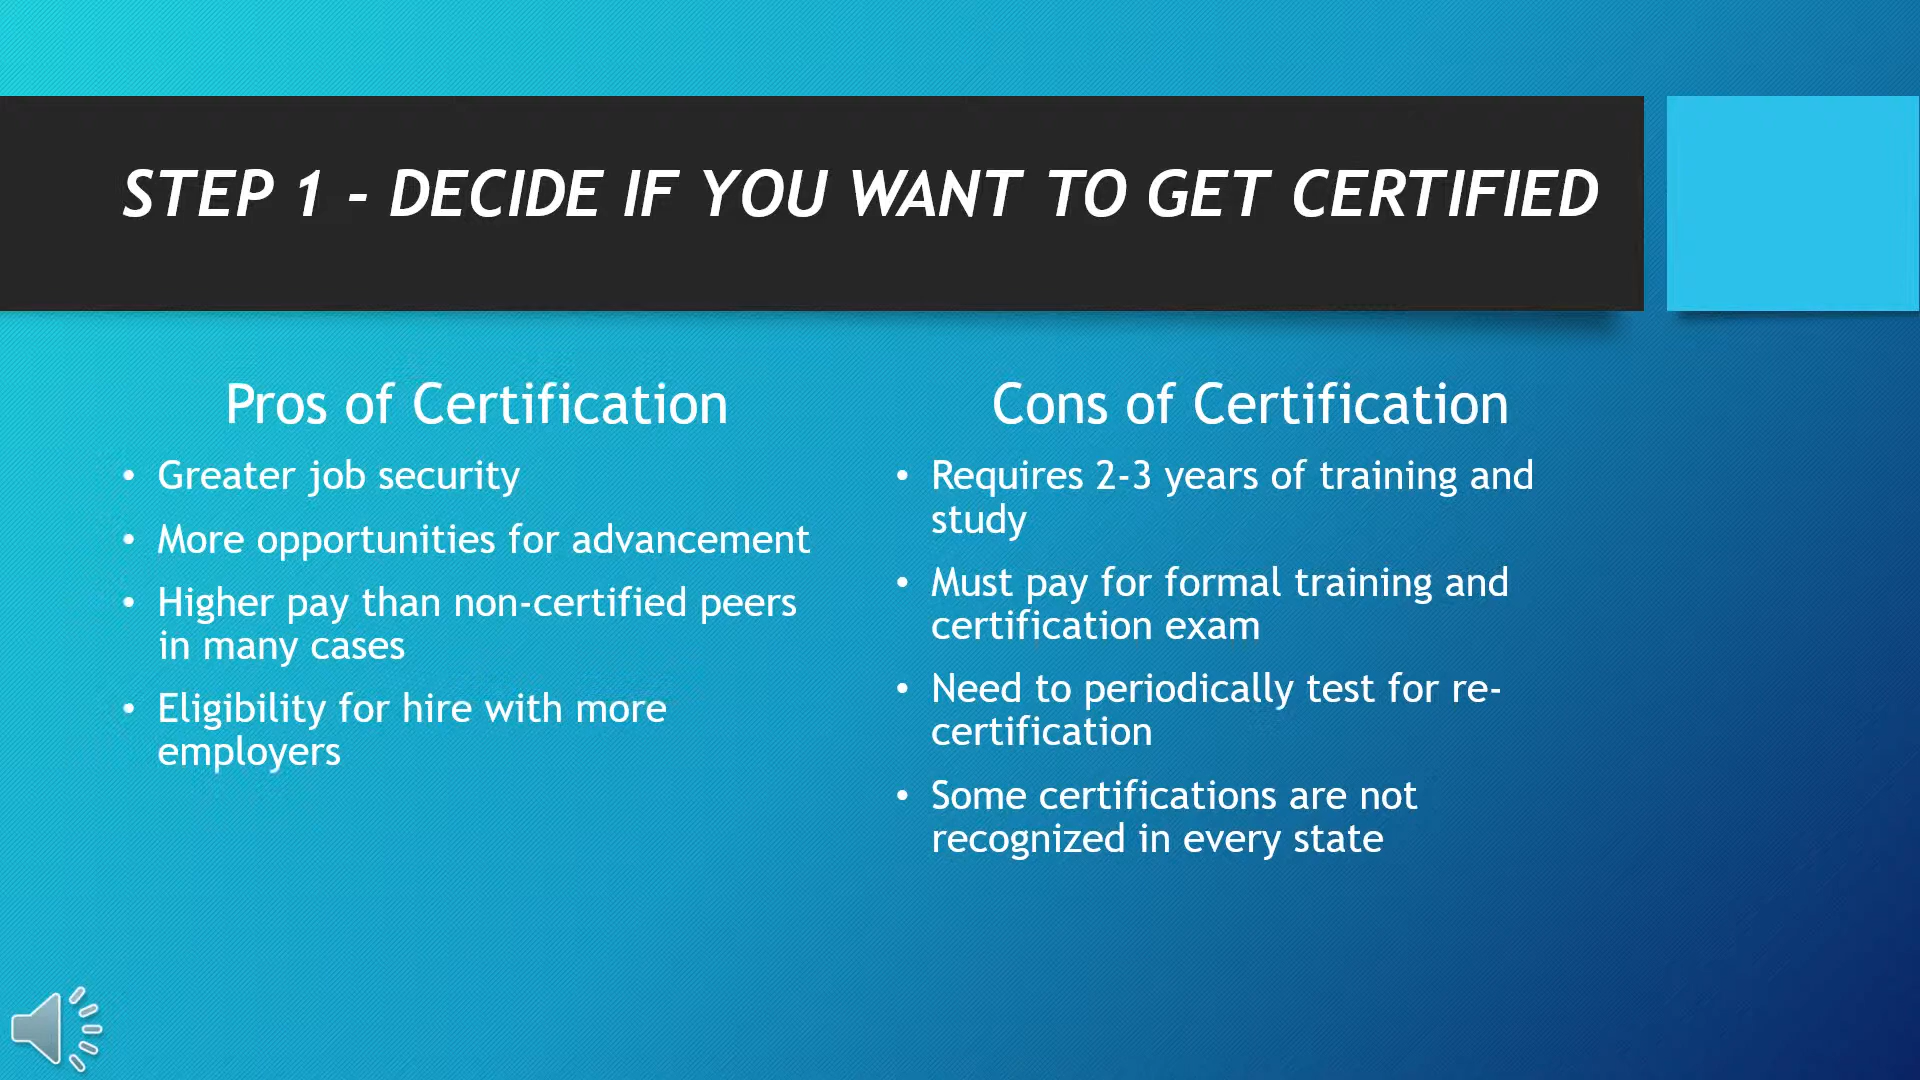 STEP 1 - DECIDE IF YOU WANT TO GET CERTIFIED
Pros of Certification
• Greater job security
• More opportunities for advancement
• Higher pay than non-certified peers
in many cases
• Eligibility for hire with more
employers
Cons of Certification
• Requires 2-3 years of training and
study
• Must pay for formal training and
certification exam
• Need to periodically test for re-
certification
• Some certifications are not
recognized in every state